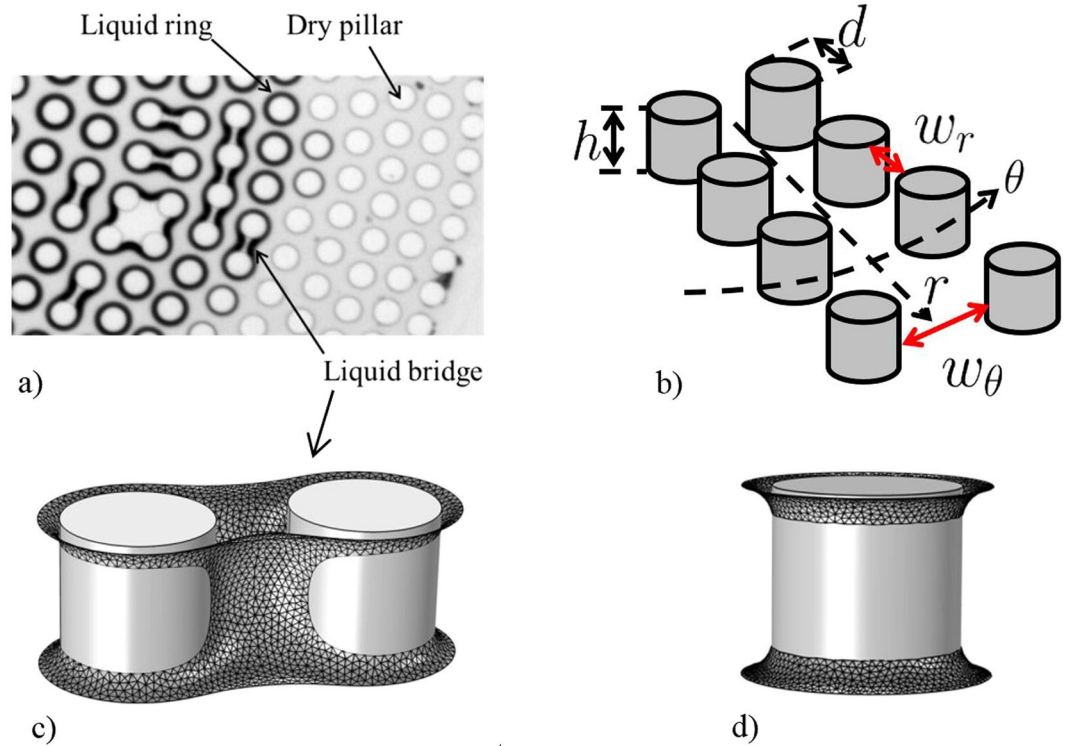 Liquid ring
Dry pillar
Liquid bridge
a)
d
h
w_r
θ
r
w_θ
b)
c)
d)